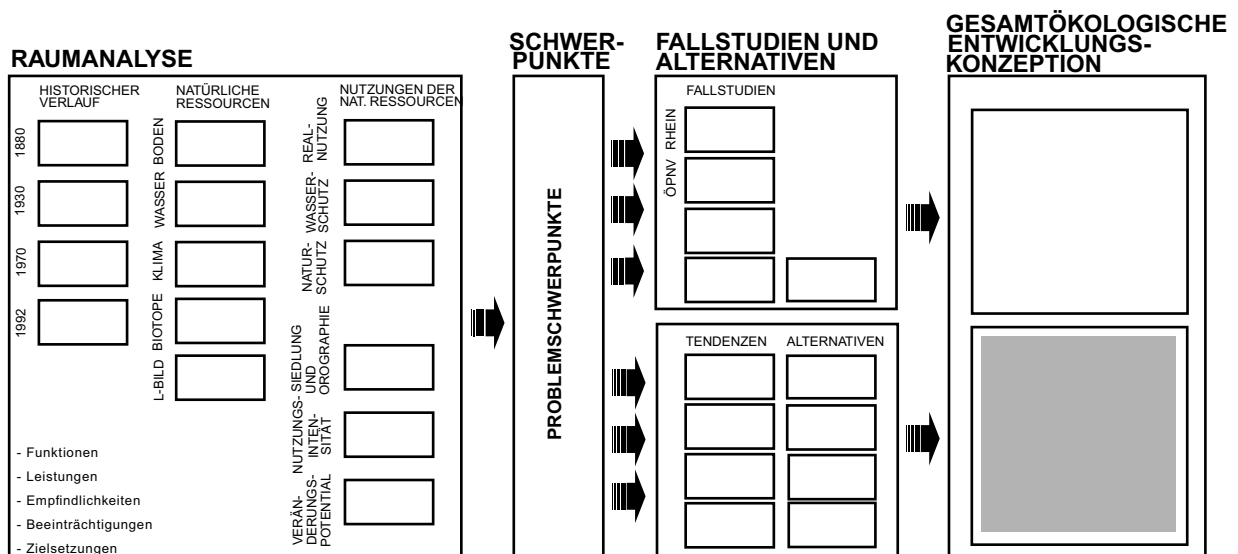 RAUMANALYSE
HISTORISCHER
VERLAUF
1880
1930
1970
1992
NATÜRLICHE
RESSOURCEN
BODEN
WASSER
KLIMA
BIOTOPE
L-BILD
NUTZUNGEN DER
NAT. RESSOURCEN
REAL-
NUTZUNG
WASSER-
SCHUTZ
NATUR-
SCHUTZ
SIEDLUNG
UND
OROGRAPHIE
NUTZUNGS-
INTEN-
SITÄT
VERÄN-
DERUNGS-
POTENTIAL
- Funktionen
- Leistungen
- Empfindlichkeiten
- Beeinträchtigungen
- Zielsetzungen
SCHWER-
PUNKTE
PROBLEMSCHWERPUNKTE
FALLSTUDIEN UND
ALTERNATIVEN
FALLSTUDIEN
RHEIN
ÖPNV
TENDENZEN
ALTERNATIVEN
GESAMTÖKOLOGISCHE
ENTWICKLUNGS-
KONZEPTION